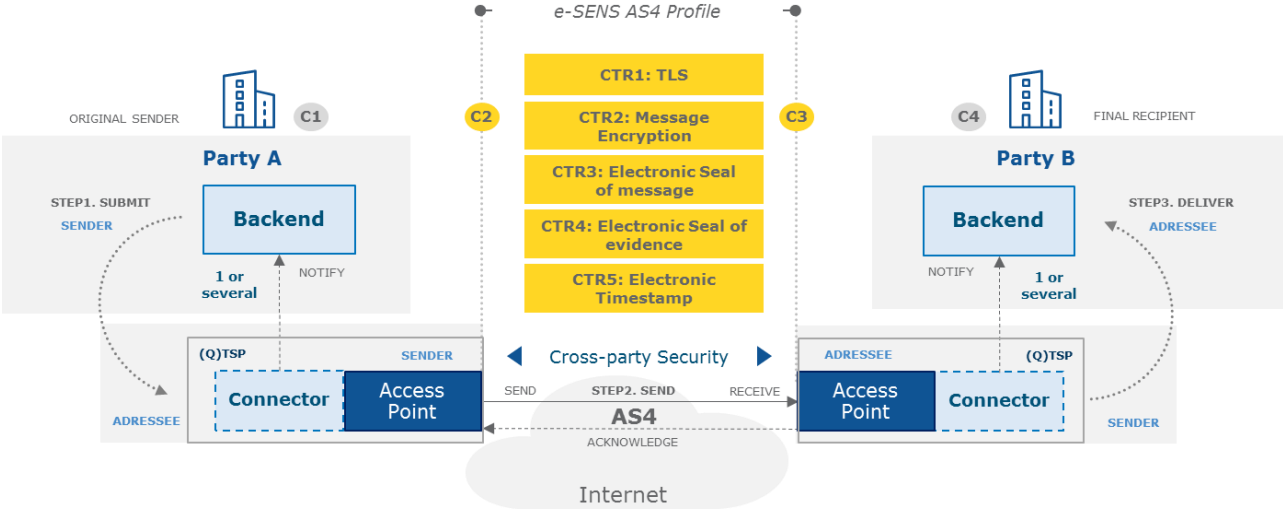 e-SENS AS4 Profile
CTR1: TLS
CTR2: Message
Encryption
CTR3: Electronic Seal
of message
CTR4: Electronic Seal of
evidence
CTR5: Electronic
Timestamp
ORIGINAL SENDER
C1
C2
C3
C4
FINAL RECIPIENT
Party A
STEP1. SUBMIT
SENDER
Backend
NOTIFY
1 or
several
Party B
Backend
STEP3. DELIVER
ADRESSEE
NOTIFY
1 or
several
(Q)TSP
SENDER
Connector
Access
Point
ADRESSEE
Cross-party Security
SEND
STEP2. SEND
RECEIVE
AS4
ACKNOWLEDGE
Internet
ADRESSEE
(Q)TSP
Access
Point
Connector
SENDER